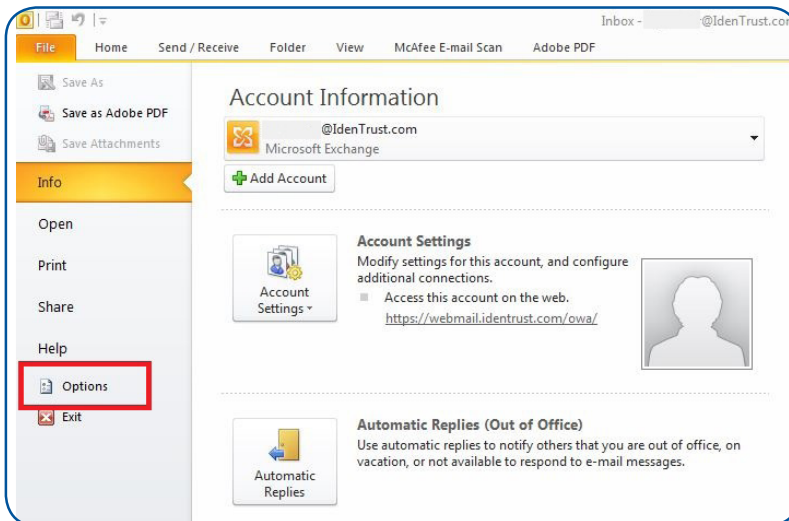 Inbox - @IdenTrust.com
File Home Send / Receive Folder View McAfee E-mail Scan Adobe PDF
Save As
Save as Adobe PDF
Save Attachments
Info
Open
Print
Share
Help
Options
Exit
Account Information
@IdenTrust.com
Microsoft Exchange
Add Account
Account Settings
Account Settings
Modify settings for this account, and configure
additional connections.
Access this account on the web.
https://webmail.identrust.com/owa/
Automatic Replies
Automatic Replies (Out of Office)
Use automatic replies to notify others that you are out of office, on
vacation, or not available to respond to e-mail messages.